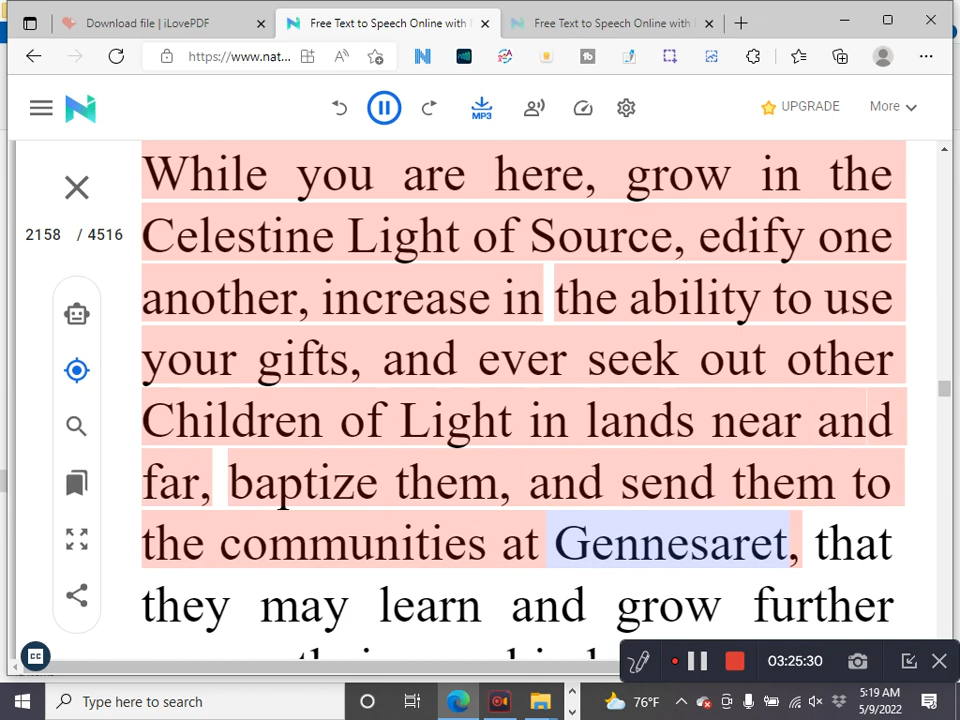 Download file | iLovePDF
Free Text to Speech Online with
Free Text to Speech Online with
https://www.nat...
MP3
UPGRADE
More
2158 / 4516
While you are here, grow in the
Celestine Light of Source, edify one
another, increase in the ability to use
your gifts, and ever seek out other
Children of Light in lands near and
far, baptize them, and send them to
the communities at Gennesaret, that
they may learn and grow further
CC
03:25:30
Type here to search
76°F
5:19 AM
5/9/2022